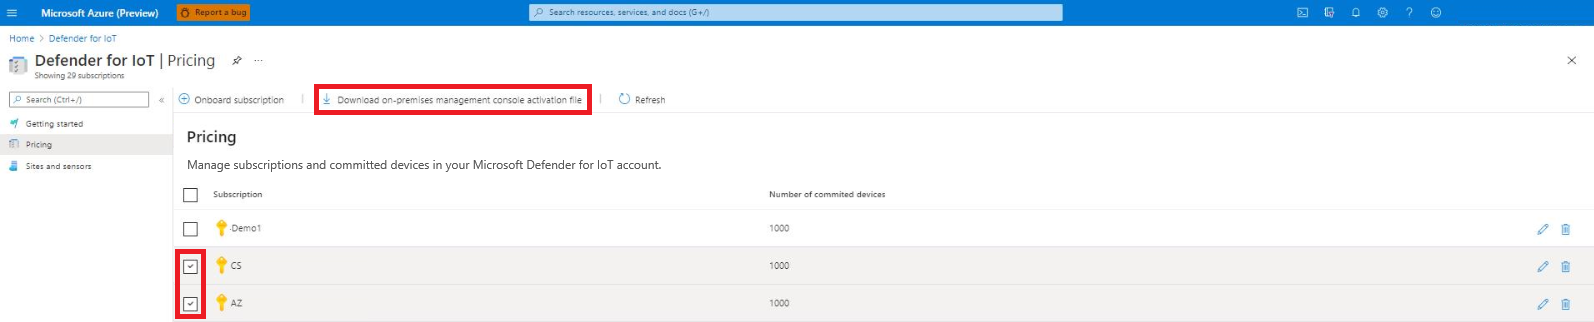 Microsoft Azure (Preview)
Report a bug
Search resources, services, and docs (G+/)
Home > Defender for IoT
Defender for IoT | Pricing
Showing 29 subscriptions
Search (Ctrl+/)
Onboard subscription
Download on-premises management console activation file
Refresh
Getting started
Pricing
Sites and sensors
Pricing
Manage subscriptions and committed devices in your Microsoft Defender for IoT account.
Subscription Number of commited devices
-Demo1 1000
CS 1000
AZ 1000